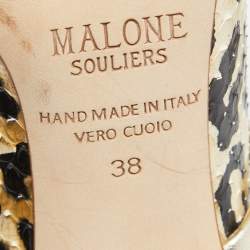 MALONE
SOULIERS
HAND MADE IN ITALY
VERO CUOIO
38